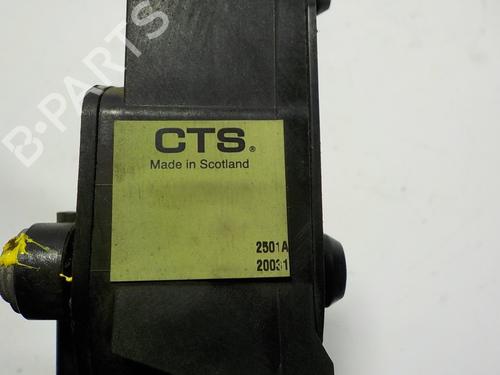 B-PARTS
CTS®
Made in Scotland
2501A
20031